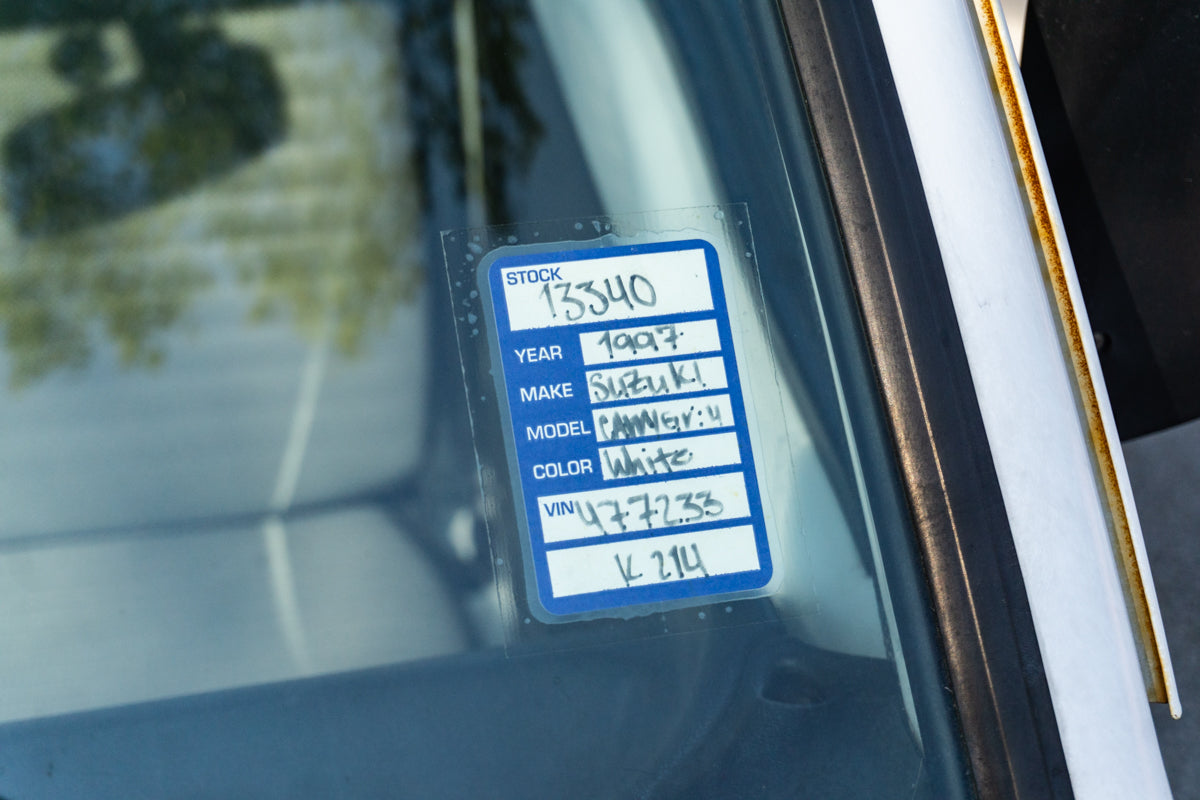 STOCK 13340
YEAR 1997
MAKE SUZUKI
MODEL
COLOR White
VIN 477233
K 214